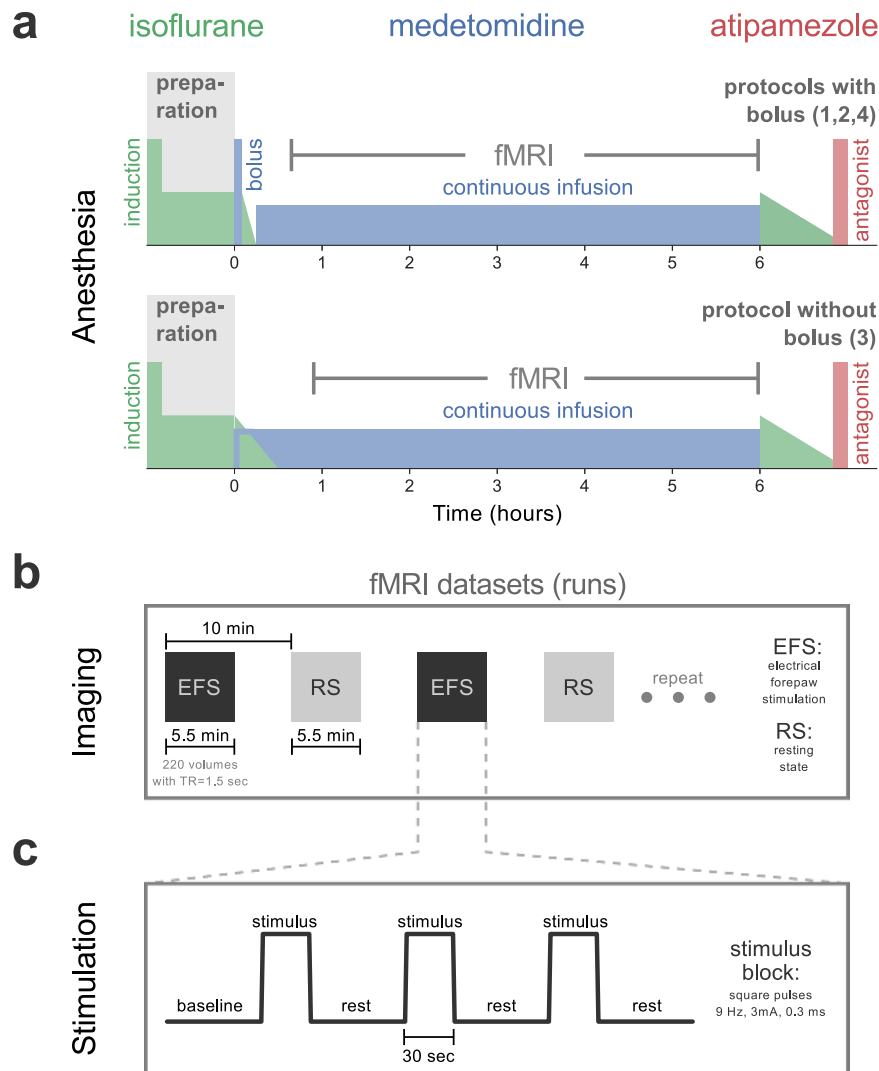 a
isoflurane
medetomidine
atipamezole
Anesthesia
prepa-
ration
protocols with
bolus (1,2,4)
induction
bolus
fMRI
continuous infusion
antagonist
0 1 2 3 4 5 6
prepa-
ration
protocol without
bolus (3)
induction
fMRI
continuous infusion
antagonist
0 1 2 3 4 5 6
Time (hours)
b
fMRI datasets (runs)
Imaging
10 min
EFS
RS
EFS
RS
repeat
5.5 min
5.5 min
220 volumes
with TR=1.5 sec
EFS:
electrical
forepaw
stimulation
RS:
resting
state
c
Stimulation
stimulus
stimulus
stimulus
baseline
rest
rest
rest
30 sec
stimulus
block:
square pulses
9 Hz, 3mA, 0.3 ms